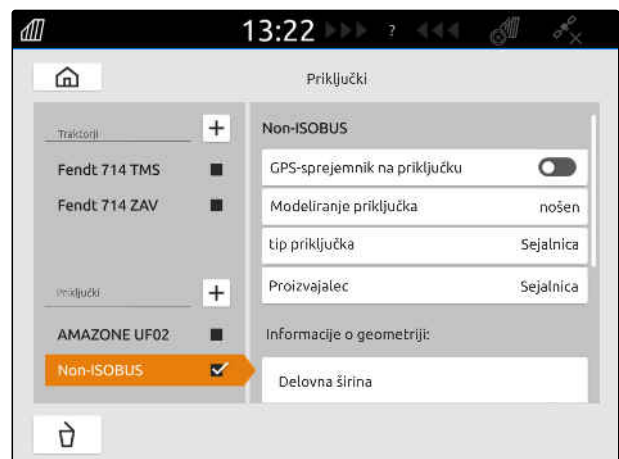 13:22 ?
Priključki
Traktorji
Fendt 714 TMS
Fendt 714 ZAV
Priključki
AMAZONE UF02
Non-ISOBUS
Non-ISOBUS
GPS-sprejemnik na priključku
Modeliranje priključka nošen
tip priključka Sejalnica
Proizvajalec Sejalnica
Informacije o geometriji:
Delovna širina